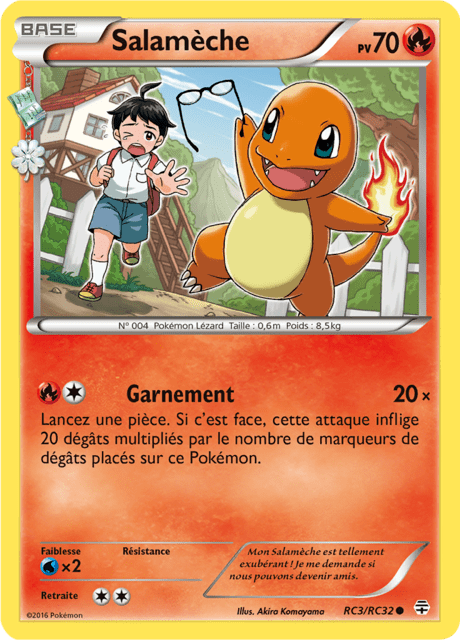 BASE
Salamèche
PV70
N° 004 Pokémon Lézard Taille : 0,6m Poids : 8,5kg
Garnement 20×
Lancez une pièce. Si c'est face, cette attaque inflige
20 dégâts multipliés par le nombre de marqueurs de
dégâts placés sur ce Pokémon.
Faiblesse Résistance
×2
Retraite
Mon Salamèche est tellement
exubérant ! Je me demande si
nous pouvons devenir amis.
©2016 Pokémon
Illus. Akira Komayama
RC3/RC32